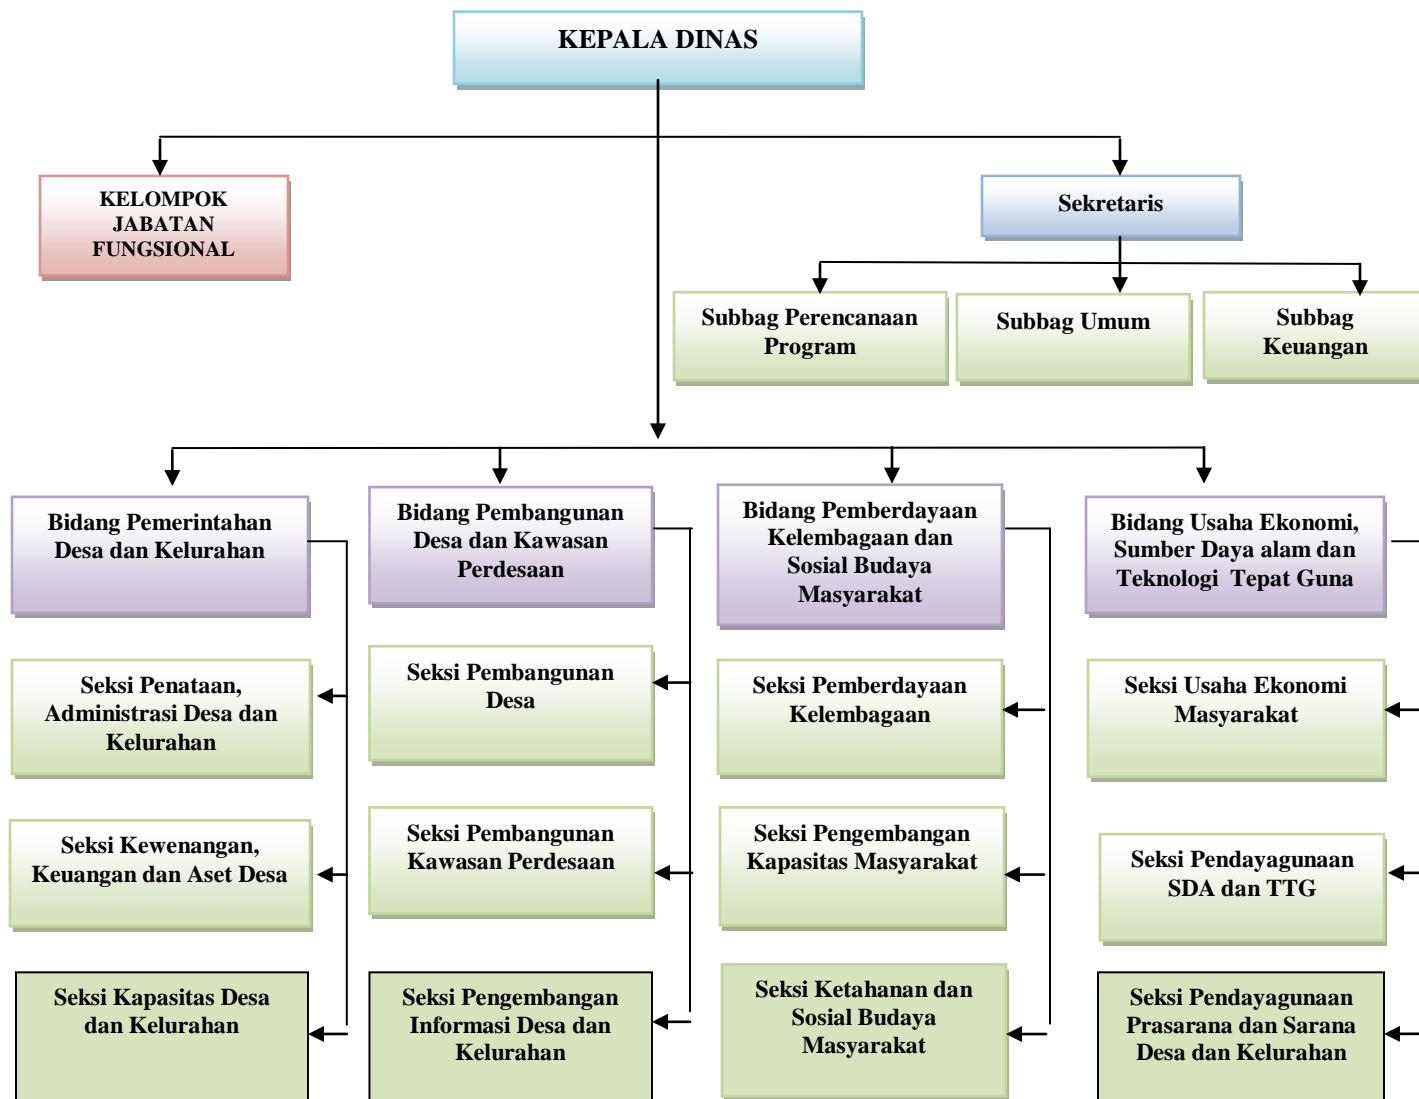 KEPALA DINAS
KELOMPOK
JABATAN
FUNGSIONAL
Sekretaris
Subbag Perencanaan
Program
Subbag Umum
Subbag
Keuangan
Bidang Pemerintahan
Desa dan Kelurahan
Bidang Pembangunan
Desa dan Kawasan
Perdesaan
Bidang Pemberdayaan
Kelembagaan dan
Sosial Budaya
Masyarakat
Bidang Usaha Ekonomi,
Sumber Daya alam dan
Teknologi Tepat Guna
Seksi Penataan,
Administrasi Desa dan
Kelurahan
Seksi Pembangunan
Desa
Seksi Pemberdayaan
Kelembagaan
Seksi Usaha Ekonomi
Masyarakat
Seksi Kewenangan,
Keuangan dan Aset Desa
Seksi Pembangunan
Kawasan Perdesaan
Seksi Pengembangan
Kapasitas Masyarakat
Seksi Pendayagunaan
SDA dan TTG
Seksi Kapasitas Desa
dan Kelurahan
Seksi Pengembangan
Informasi Desa dan
Kelurahan
Seksi Ketahanan dan
Sosial Budaya
Masyarakat
Seksi Pendayagunaan
Prasarana dan Sarana
Desa dan Kelurahan